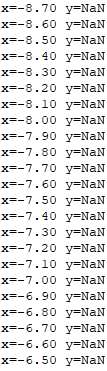 x=-8.70 y=NaN
x=-8.60 y=NaN
x=-8.50 y=NaN
x=-8.40 y=NaN
x=-8.30 y=NaN
x=-8.20 y=NaN
x=-8.10 y=NaN
x=-8.00 y=NaN
x=-7.90 y=NaN
x=-7.80 y=NaN
x=-7.70 y=NaN
x=-7.60 y=NaN
x=-7.50 y=NaN
x=-7.40 y=NaN
x=-7.30 y=NaN
x=-7.20 y=NaN
x=-7.10 y=NaN
x=-7.00 y=NaN
x=-6.90 y=NaN
x=-6.80 y=NaN
x=-6.70 y=NaN
x=-6.60 y=NaN
x=-6.50 y=NaN